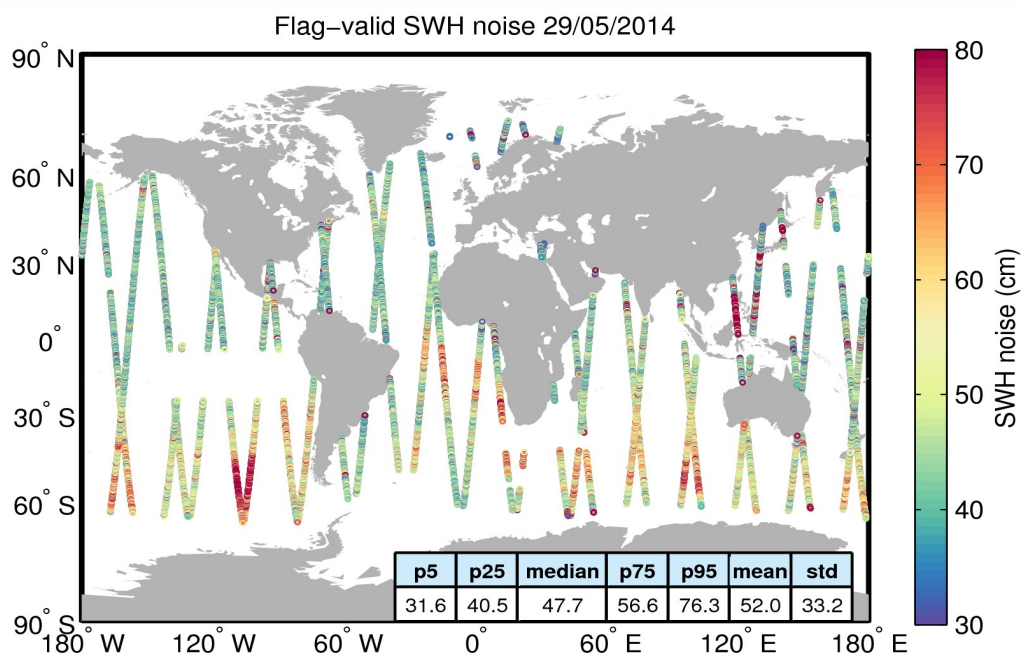 Flag−valid SWH noise 29/05/2014
90° N
60° N
30° N
0°
30° S
60° S
90° S
180° W
120° W
60° W
0°
60° E
120° E
180° E
80
70
60
50
40
30
SWH noise (cm)
p5 p25 median p75 p95 mean std
31.6 40.5 47.7 56.6 76.3 52.0 33.2